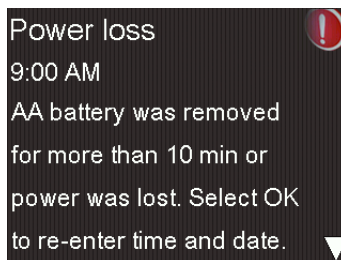 Power loss
9:00 AM
AA battery was removed
for more than 10 min or
power was lost. Select OK
to re-enter time and date.